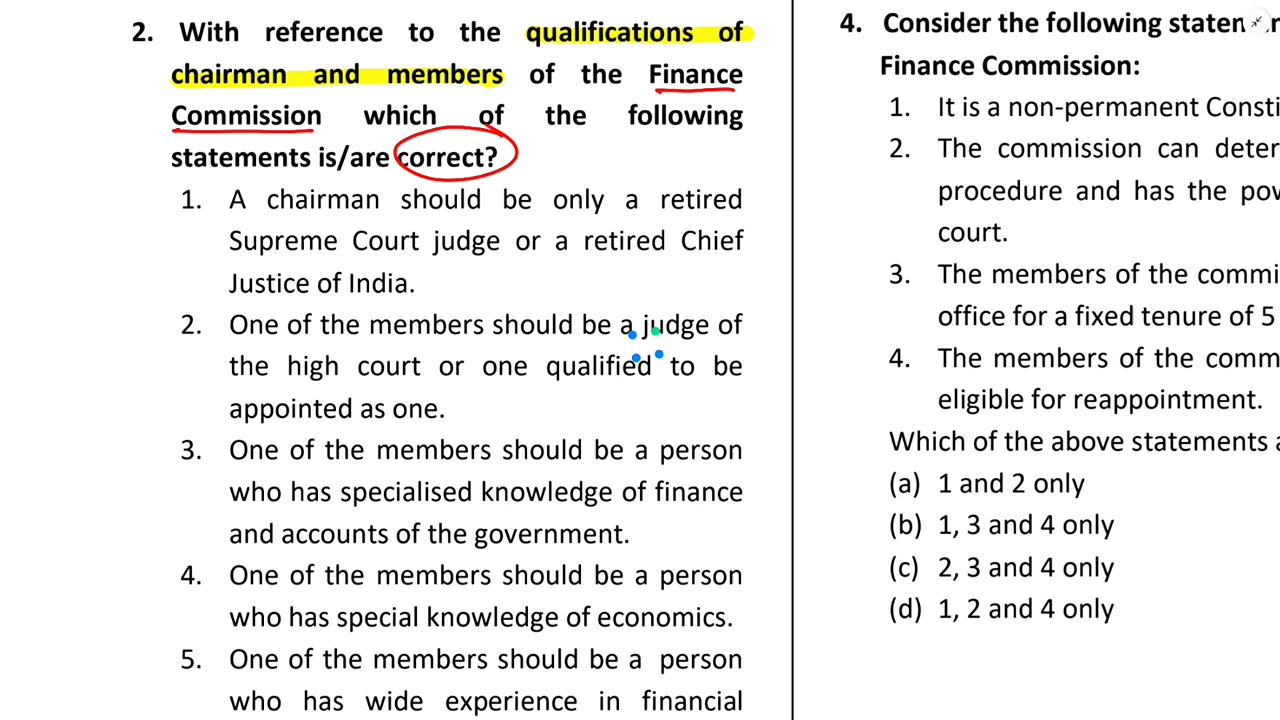 2. With reference to the qualifications of
chairman and members of the Finance
Commission which of the following
statements is/are correct?
1. A chairman should be only a retired
Supreme Court judge or a retired Chief
Justice of India.
2. One of the members should be a judge of
the high court or one qualified to be
appointed as one.
3. One of the members should be a person
who has specialised knowledge of finance
and accounts of the government.
4. One of the members should be a person
who has special knowledge of economics.
5. One of the members should be a person
who has wide experience in financial
4. Consider the following
Finance Commission:
1. It is a non-permanent
2. The commission can
procedure and has the
court.
3. The members of the
office for a fixed tenure of 5
4. The members of the
eligible for reappointment.
Which of the above statements
(a) 1 and 2 only
(b) 1, 3 and 4 only
(c) 2, 3 and 4 only
(d) 1, 2 and 4 only